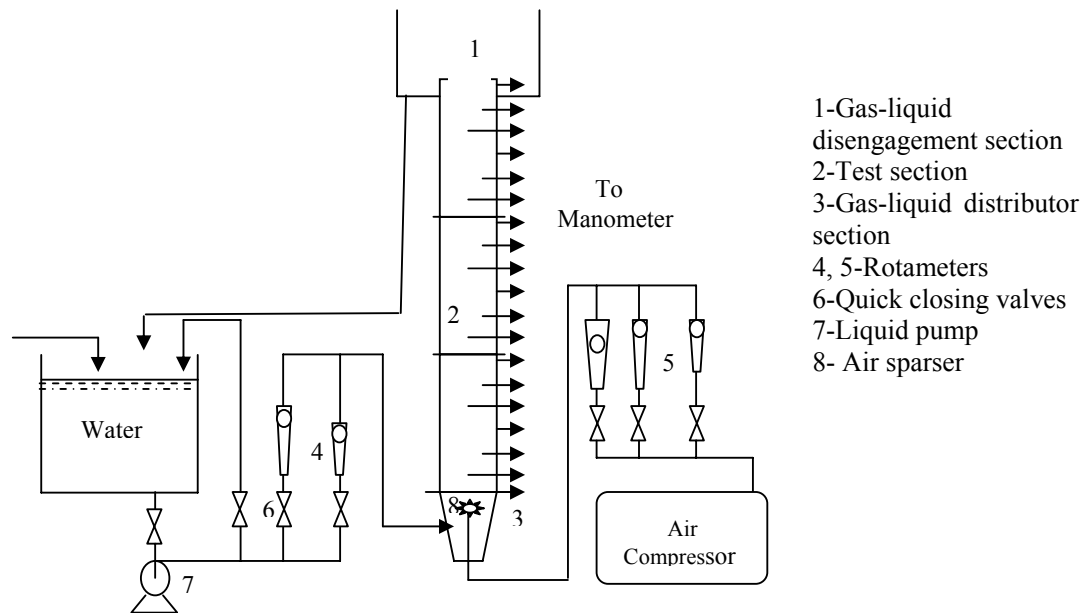 1
To
Manometer
2
5
Water
4
6
8
3
7
Air
Compressor
1-Gas-liquid
disengagement section
2-Test section
3-Gas-liquid distributor
section
4, 5-Rotameters
6-Quick closing valves
7-Liquid pump
8- Air sparser